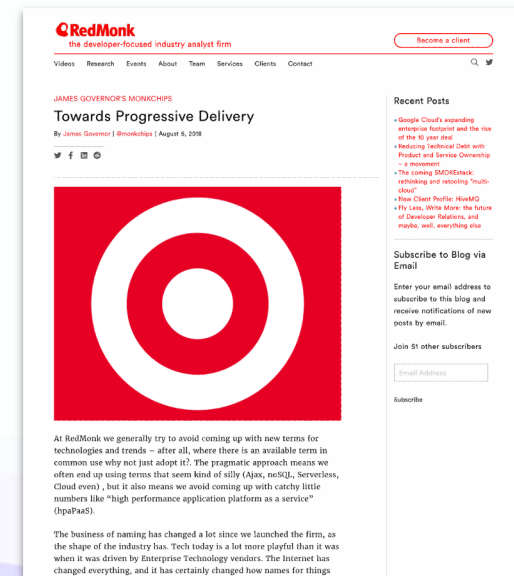 RedMonk
the developer-focused industry analyst firm
Become a client
Videos Research Events About Team Services Clients Contact
JAMES GOVERNOR'S MONKCHIPS
Towards Progressive Delivery
By James Governor | @monkchips | August 6, 2018
At RedMonk we generally try to avoid coming up with new terms for
technologies and trends – after all, where there is an available term in
common use why not just adopt it?. The pragmatic approach means we
often end up using terms that seem kind of silly (Ajax, noSQL, Serverless,
Cloud even) , but it also means we avoid coming up with catchy little
numbers like “high performance application platform as a service”
(hpaPaaS).
The business of naming has changed a lot since we launched the firm, as
the shape of the industry has. Tech today is a lot more playful than it was
when it was driven by Enterprise Technology vendors. The Internet has
changed everything, and it has certainly changed how names for things
Recent Posts
+Google Cloud's expanding
enterprise footprint and the rise
of the 10 year deal
+Reducing Technical Debt with
Product and Service Ownership
– a movement
+The coming SMOKEstack:
rethinking and retooling "multi-
cloud"
+New Client Profile: HiveMQ
+Fly Less, Write More: the future
of Developer Relations, and
maybe, well, everything else
Subscribe to Blog via
Email
Enter your email address to
subscribe to this blog and
receive notifications of new
posts by email.
Join 51 other subscribers
Email Address
Subscribe